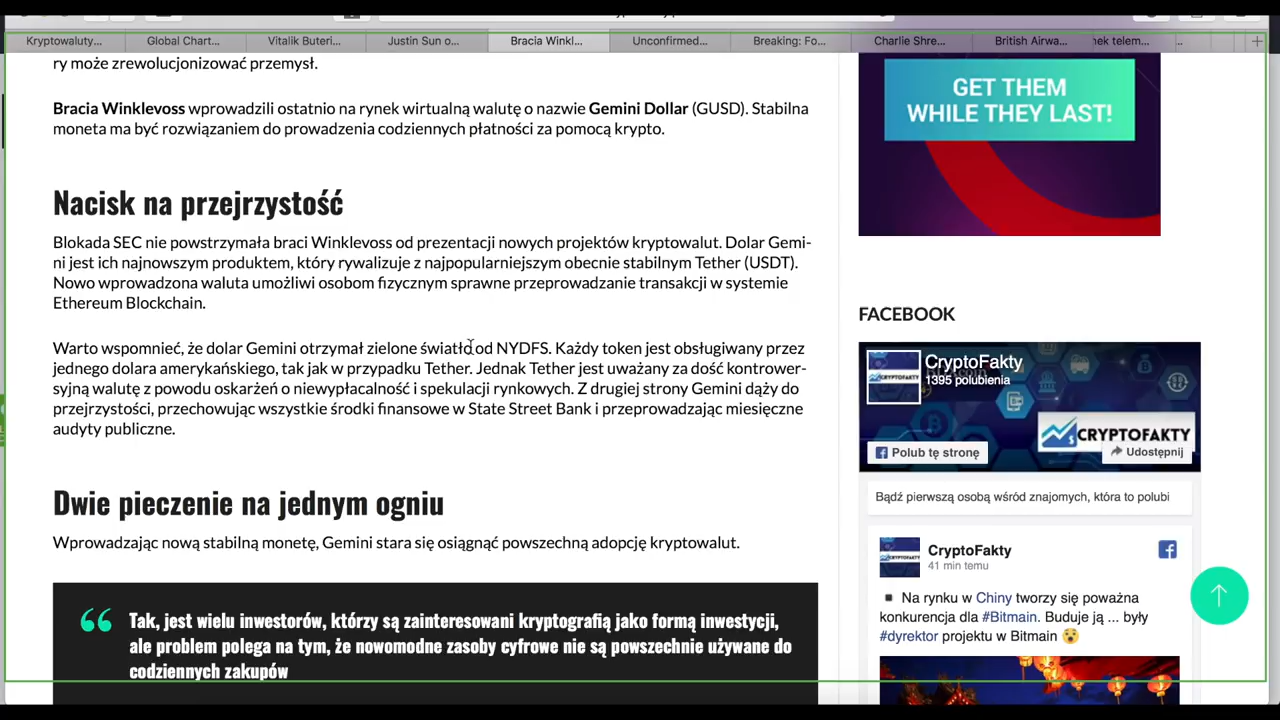 Kryptowaluty...
Global Chart...
Vitalik Buteri...
Justin Sun o...
Bracia Winkl...
Unconfirmed...
Breaking: Fo...
Charlie Shre...
British Airwa...
nek telem...
ry może zrewolucjonizować przemysł.
Bracia Winklevoss wprowadzili ostatnio na rynek wirtualną walutę o nazwie Gemini Dollar (GUSD). Stabilna
moneta ma być rozwiązaniem do prowadzenia codziennych płatności za pomocą krypto.
Nacisk na przejrzystość
Blokada SEC nie powstrzymała braci Winklevoss od prezentacji nowych projektów kryptowalut. Dolar Gemi-
ni jest ich najnowszym produktem, który rywalizuje z najpopularniejszym obecnie stabilnym Tether (USDT).
Nowo wprowadzona waluta umożliwi osobom fizycznym sprawne przeprowadzanie transakcji w systemie
Ethereum Blockchain.
Warto wspomnieć, że dolar Gemini otrzymał zielone światło od NYDFS. Każdy token jest obsługiwany przez
jednego dolara amerykańskiego, tak jak w przypadku Tether. Jednak Tether jest uważany za dość kontrower-
syjną walutę z powodu oskarżeń o niewypłacalność i spekulacji rynkowych. Z drugiej strony Gemini dąży do
przejrzystości, przechowując wszystkie środki finansowe w State Street Bank i przeprowadzając miesięczne
audyty publiczne.
Dwie pieczenie na jednym ogniu
Wprowadzając nową stabilną monetę, Gemini stara się osiągnąć powszechną adopcję kryptowalut.
Tak, jest wielu inwestorów, którzy są zainteresowani kryptografią jako formą inwestycji,
ale problem polega na tym, że nowomodne zasoby cyfrowe nie są powszechnie używane do
codziennych zakupów
GET THEM
WHILE THEY LAST!
FACEBOOK
CryptoFakty
1395 polubienia
CRYPTOFAKTY
Polub tę stronę
Udostępnij
Bądź pierwszą osobą wśród znajomych, która to polubi
CryptoFakty
41 min temu
Na rynku w Chiny tworzy się poważna
konkurencja dla #Bitmain. Buduje ją ... były
#dyrektor projektu w Bitmain 😲